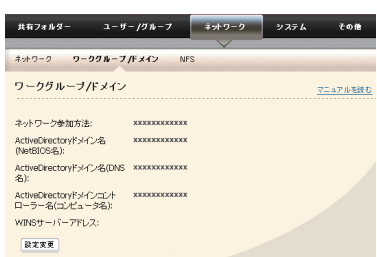 共有フォルダー ユーザー/グループ ネットワーク システム その他
ネットワーク ワークグループ/ドメイン NFS
ワークグループ/ドメイン
マニュアルを読む
ネットワーク参加方法: xxxxxxxxxxxx
ActiveDirectoryドメイン名 xxxxxxxxxxxx
(NetBIOS名):
ActiveDirectoryドメイン名(DNS xxxxxxxxxxxx
名):
ActiveDirectoryドメインコント xxxxxxxxxxxx
ローラー名(コンピュータ名):
WINSサーバーアドレス:
設定変更